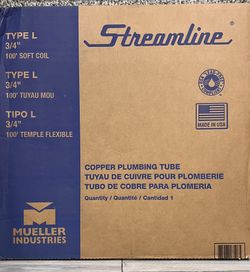 TYPE L
3/4"
100' SOFT COIL
TYPE L
3/4"
100' TUYAU MOU
TIPO L
3/4"
100' TEMPLE FLEXIBLE
Streamline®
MADE IN USA
COPPER PLUMBING TUBE
TUYAU DE CUIVRE POUR PLOMBERIE
TUBO DE COBRE PARA PLOMERIA
Quantity / Quantité / Cantidad 1
MUELLER
INDUSTRIES